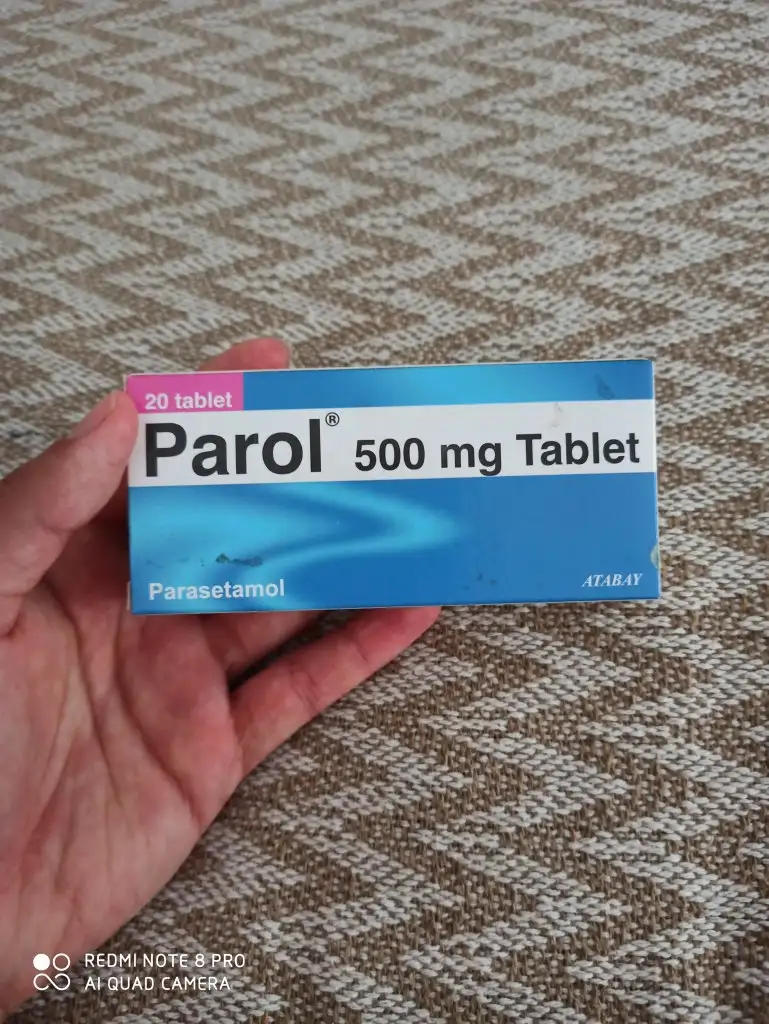 20 tablet
Parol® 500 mg Tablet
Parasetamol
ATABAY
REDMI NOTE 8 PRO
AI QUAD CAMERA